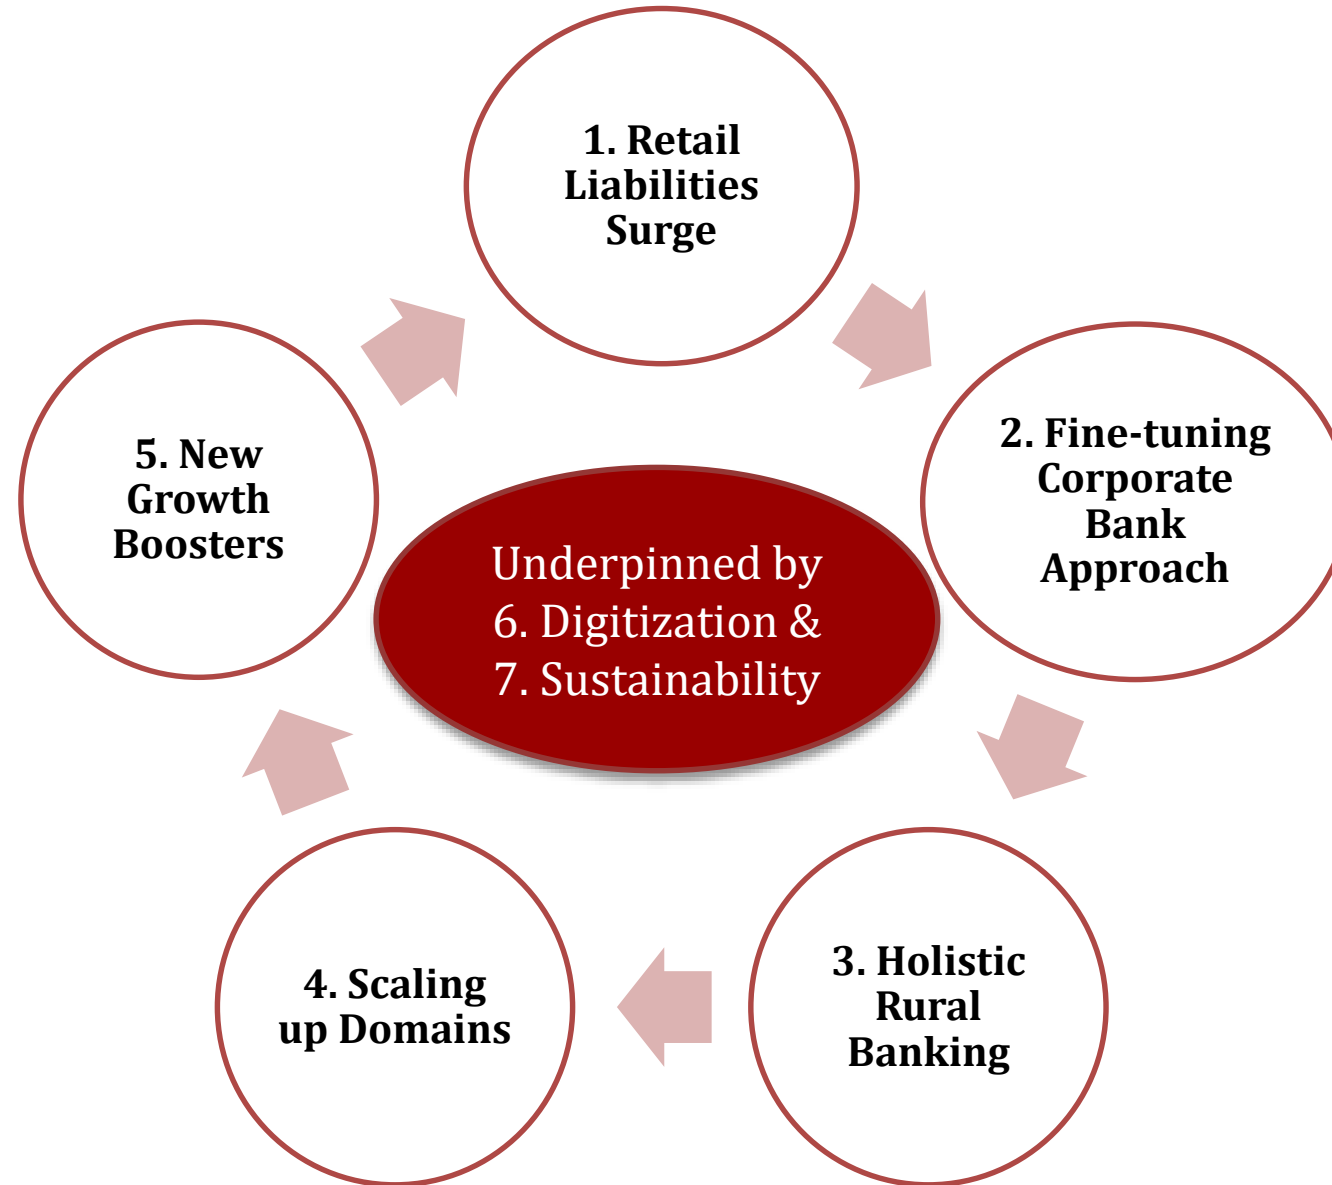 1. Retail
Liabilities
Surge
2. Fine-tuning
Corporate
Bank
Approach
3. Holistic
Rural
Banking
4. Scaling
up Domains
5. New
Growth
Boosters
Underpinned by
6. Digitization &
7. Sustainability